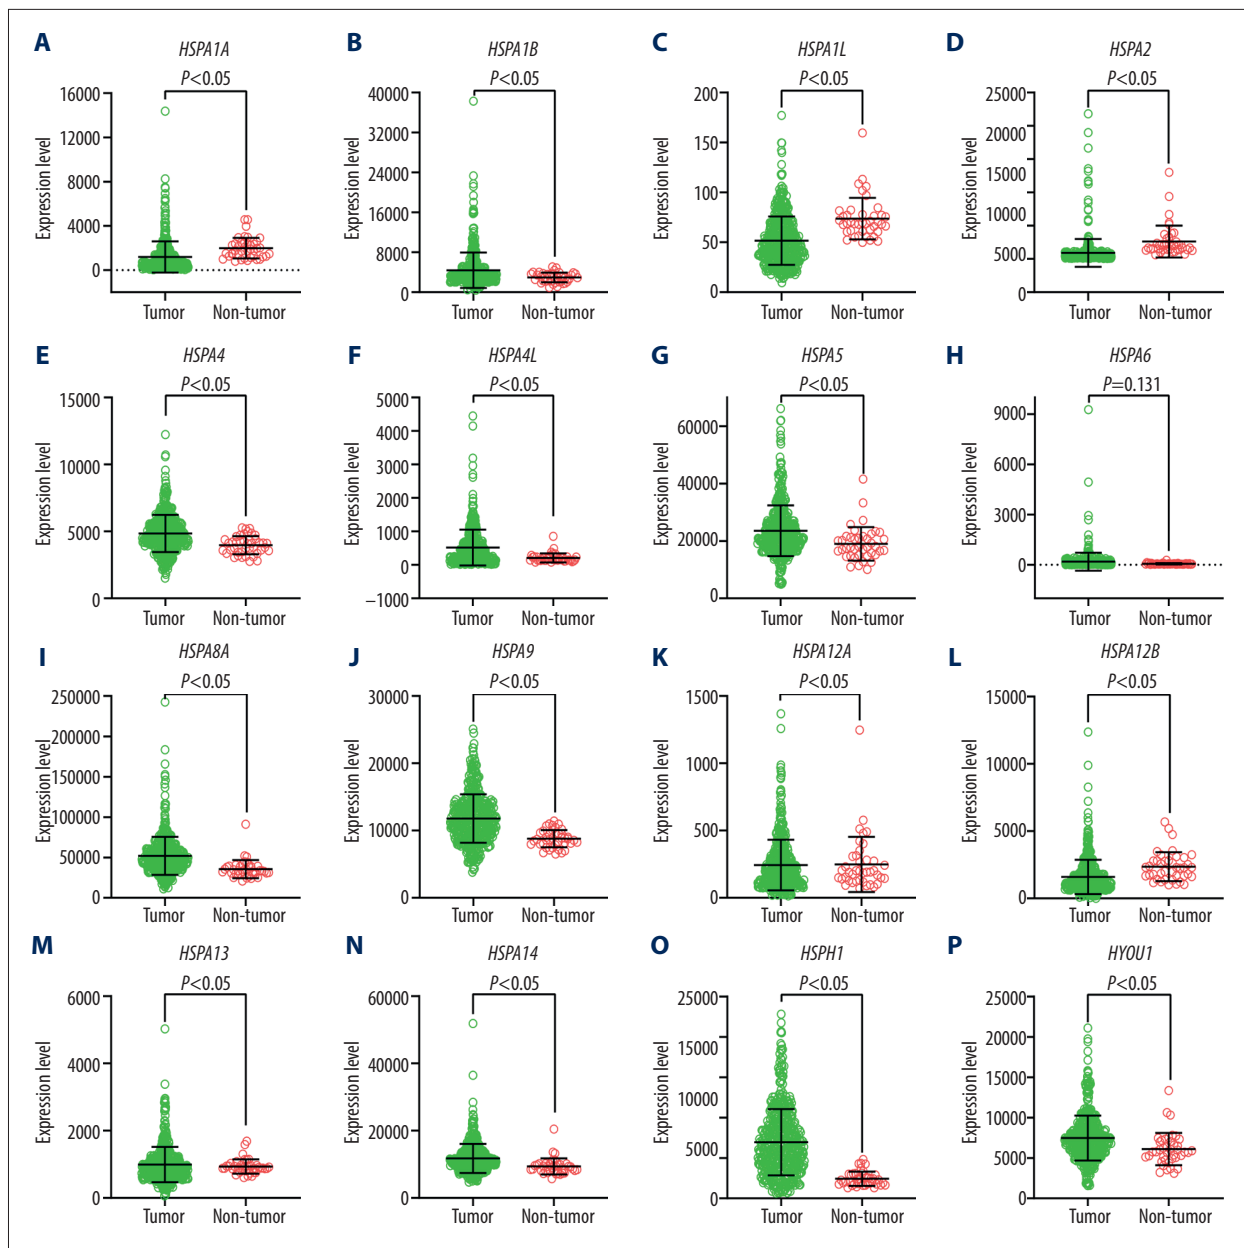 A
HSPA1A
P<0.05
Expression level
16000
12000
8000
4000
0
Tumor
Non-tumor
B
HSPA1B
P<0.05
Expression level
40000
32000
24000
16000
8000
0
Tumor
Non-tumor
C
HSPA1L
P<0.05
Expression level
200
150
100
50
0
Tumor
Non-tumor
D
HSPA2
P<0.05
Expression level
25000
20000
15000
10000
5000
0
Tumor
Non-tumor
E
HSPA4
P<0.05
Expression level
15000
10000
5000
0
Tumor
Non-tumor
F
HSPA4L
P<0.05
Expression level
5000
4000
3000
2000
1000
0
−1000
Tumor
Non-tumor
G
HSPA5
P<0.05
Expression level
60000
40000
20000
0
Tumor
Non-tumor
H
HSPA6
P=0.131
Expression level
9000
6000
3000
0
Tumor
Non-tumor
I
HSPA8A
P<0.05
Expression level
250000
200000
150000
100000
50000
0
Tumor
Non-tumor
J
HSPA9
P<0.05
Expression level
30000
20000
10000
0
Tumor
Non-tumor
K
HSPA12A
P<0.05
Expression level
1500
1000
500
0
Tumor
Non-tumor
L
HSPA12B
P<0.05
Expression level
15000
10000
5000
0
Tumor
Non-tumor
M
HSPA13
P<0.05
Expression level
6000
4000
2000
0
Tumor
Non-tumor
N
HSPA14
P<0.05
Expression level
60000
40000
20000
0
Tumor
Non-tumor
O
HSPH1
P<0.05
Expression level
25000
15000
10000
5000
0
Tumor
Non-tumor
P
HYOU1
P<0.05
Expression level
25000
20000
15000
10000
5000
0
Tumor
Non-tumor